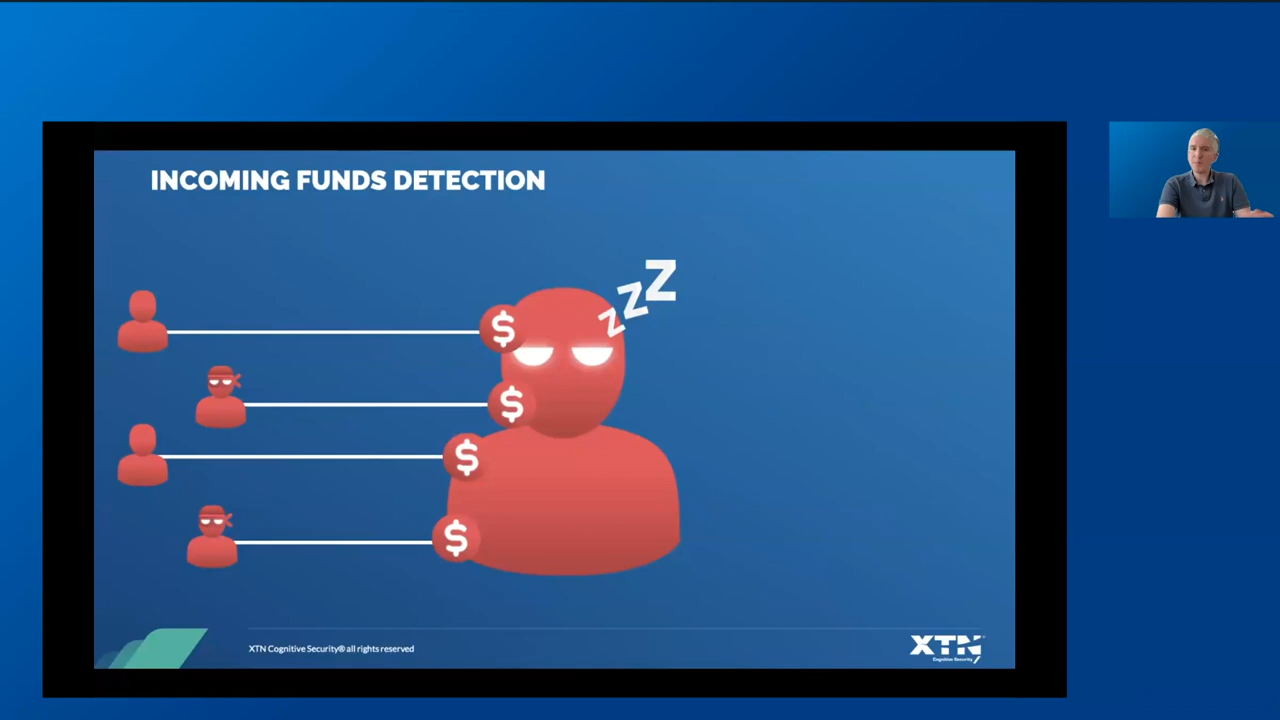 INCOMING FUNDS DETECTION
z
z
z
$
$
$
$
XTN Cognitive Security® all rights reserved
XTN
Cognitive Security